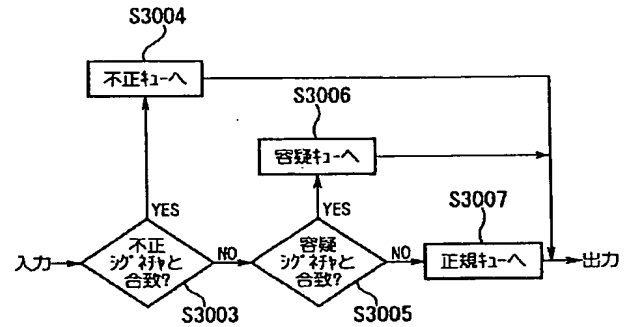 S3004
不正ｷｭｰへ
S3006
容疑ｷｭｰへ
S3007
YES
YES
入力
不正
ｼｸﾞﾈﾁｬと
合致?
NO
容疑
ｼｸﾞﾈﾁｬと
合致?
NO
正規ｷｭｰへ
出力
S3003
S3005